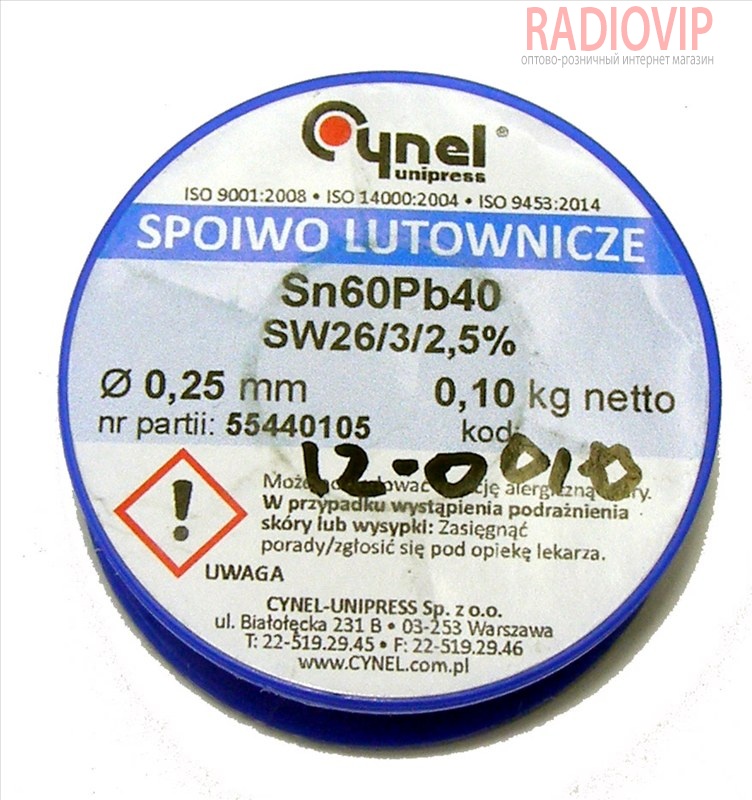 RADIOVIP
оптово-розничный интернет магазин
Cynel®
unipress
ISO 9001:2008 • ISO 14000:2004 • ISO 9453:2014
SPOIWO LUTOWNICZE
Sn60Pb40
SW26/3/2,5%
Ø 0,25 mm 0,10 kg netto
nr partii: 55440105 kod:
12-0010
Może alergiczną
W przypadku wystąpienia podrażnienia
skóry lub wysypki: Zasięgnąć
porady/zgłosić się pod opiekę lekarza.
!
UWAGA
CYNEL-UNIPRESS Sp. z o.o.
ul. Białołęcka 231 B • 03-253 Warszawa
T: 22-519.29.45 • F: 22-519.29.46
www.CYNEL.com.pl